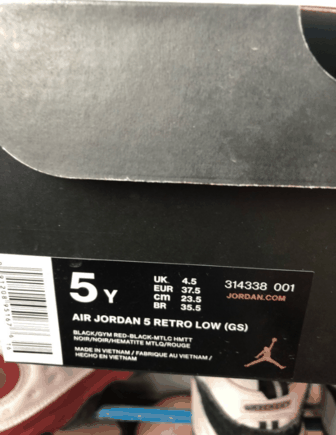 5 Y
UK 4.5
EUR 37.5
cm 23.5
BR 35.5
314338 001
JORDAN.COM
AIR JORDAN 5 RETRO LOW (GS)
BLACK/GYM RED-BLACK-MTLC HMTT
NOIR/NOIR/HEMATITE MTLQ/ROUGE
MADE IN VIETNAM / FABRIQUE AU VIETNAM /
HECHO EN VIETNAM